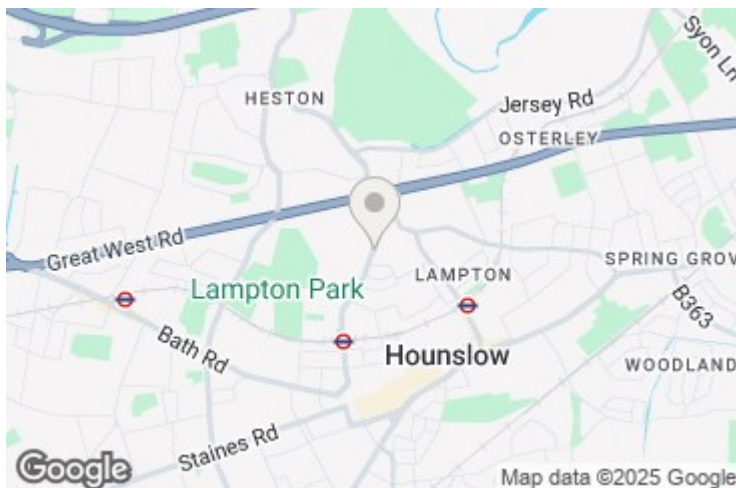 Syon Ln
HESTON
Jersey Rd
OSTERLEY
Great West Rd
SPRING GROV
LAMPTON
Lampton Park
B363
Bath Rd
Hounslow
WOODLAND
Staines Rd
Google
Map data ©2025 Google